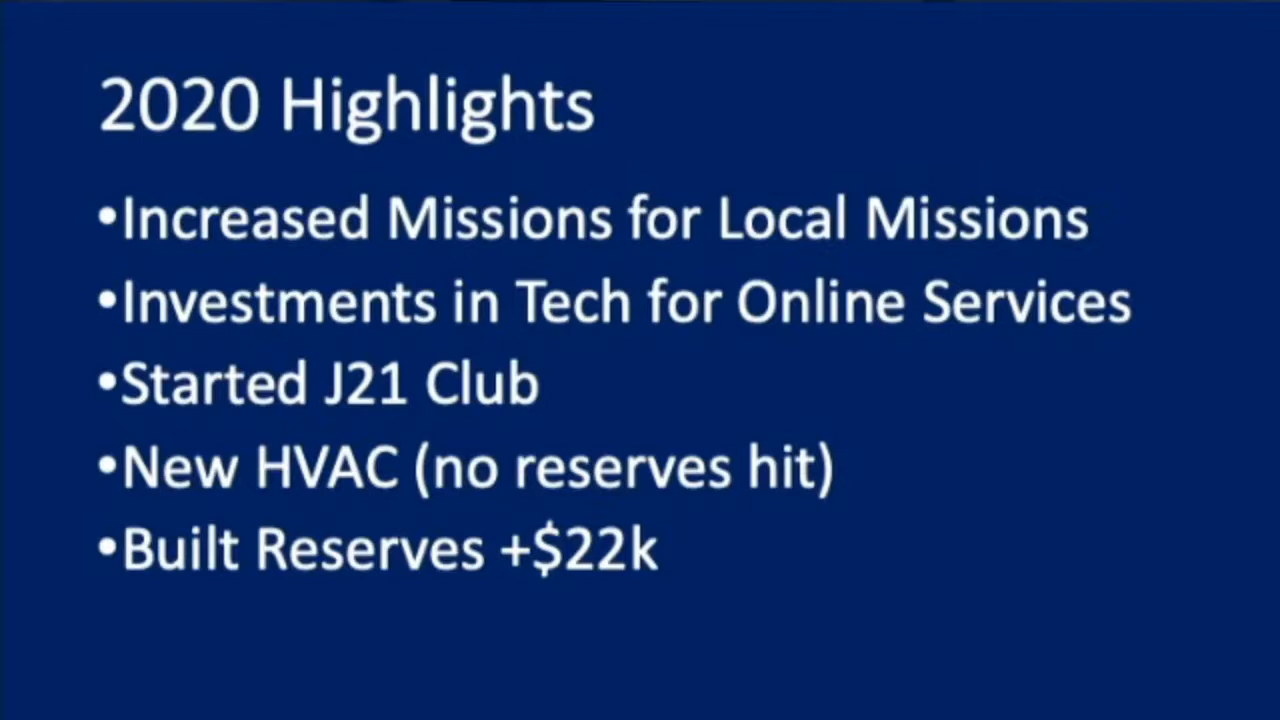 2020 Highlights
•Increased Missions for Local Missions
•Investments in Tech for Online Services
•Started J21 Club
•New HVAC (no reserves hit)
•Built Reserves +$22k